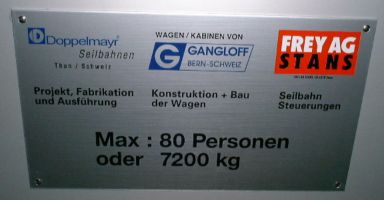 Doppelmayr
Seilbahnen
Thun / Schweiz
Projekt, Fabrikation
und Ausführung
WAGEN / KABINEN VON
GANGLOFF
BERN-SCHWEIZ
Konstruktion + Bau
der Wagen
FREY AG
STANS
Seilbahn
Steuerungen
Max : 80 Personen
oder 7200 kg